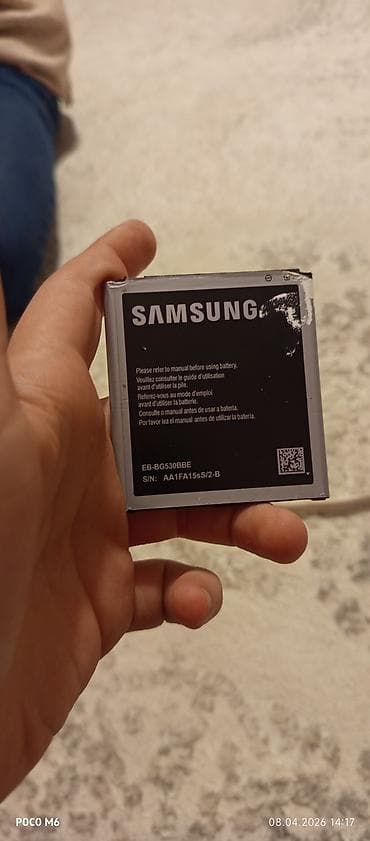 SAMSUNG
Please refer to manual before using battery.
Veuillez consulter le guide d'utilisation
avant d'utiliser la pile.
Referez-vous au mode d'emploi
avant d'utiliser la batterie.
Consulte o manual antes de usar a bateria.
Por favor lea el manual antes de utilizar la batería.
EB-BG530BBE
S/N: AA1FA15sS/2-B
POCO M6
08.04.2026 14:17